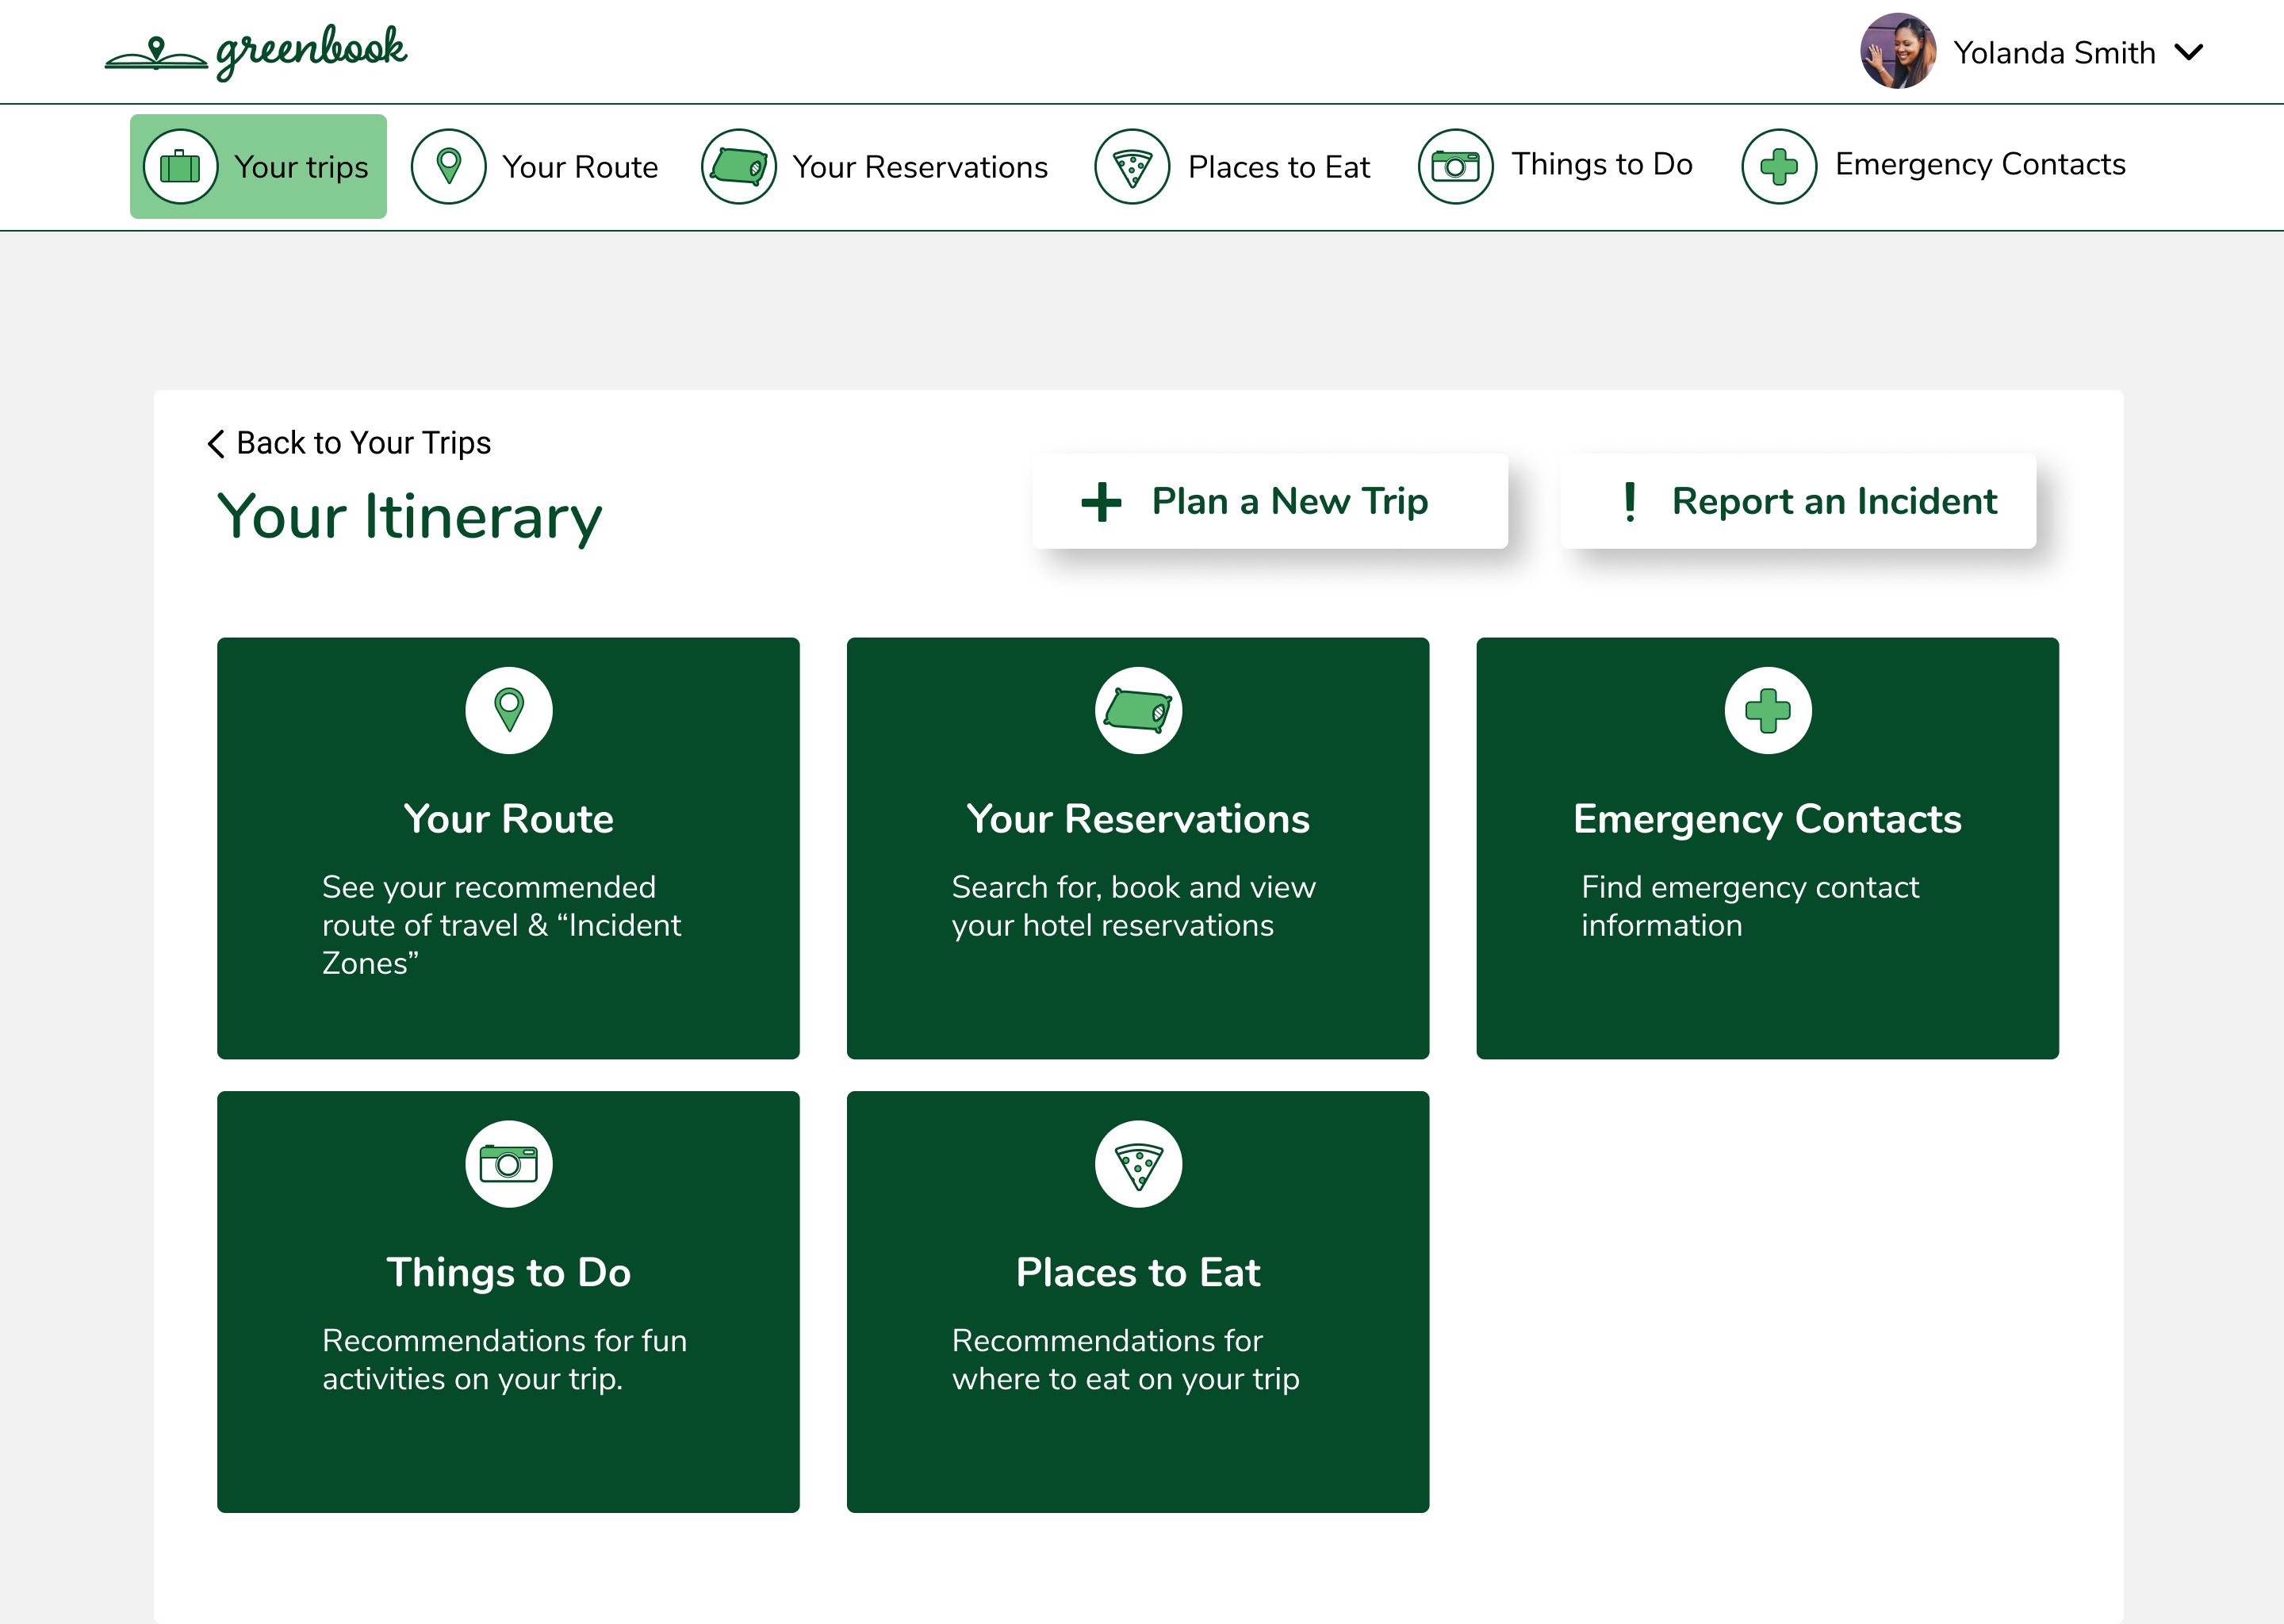 greenbook
Yolanda Smith
Your trips
Your Route
Your Reservations
Places to Eat
Things to Do
Emergency Contacts
Back to Your Trips
Your Itinerary
Plan a New Trip
Report an Incident
Your Route
See your recommended
route of travel & “Incident
Zones”
Your Reservations
Search for, book and view
your hotel reservations
Emergency Contacts
Find emergency contact
information
Things to Do
Recommendations for fun
activities on your trip.
Places to Eat
Recommendations for
where to eat on your trip